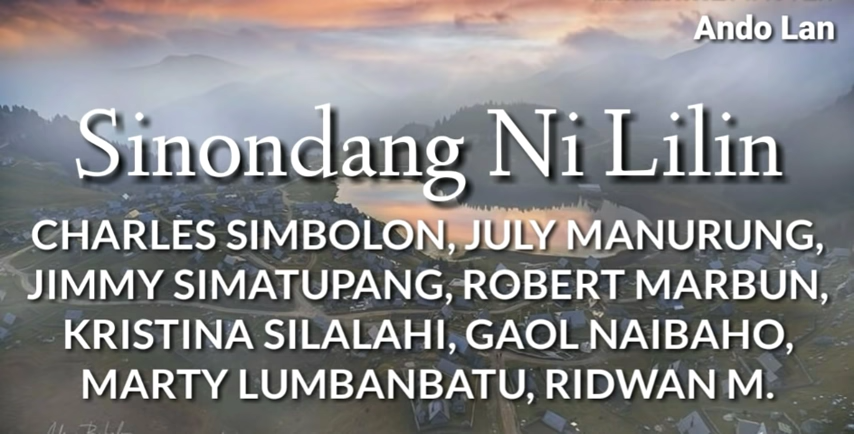 Ando Lan
Sinondang Ni Lilin
CHARLES SIMBOLON, JULY MANURUNG,
JIMMY SIMATUPANG, ROBERT MARBUN,
KRISTINA SILALAHI, GAOL NAIBAHO,
MARTY LUMBANBATU, RIDWAN M.